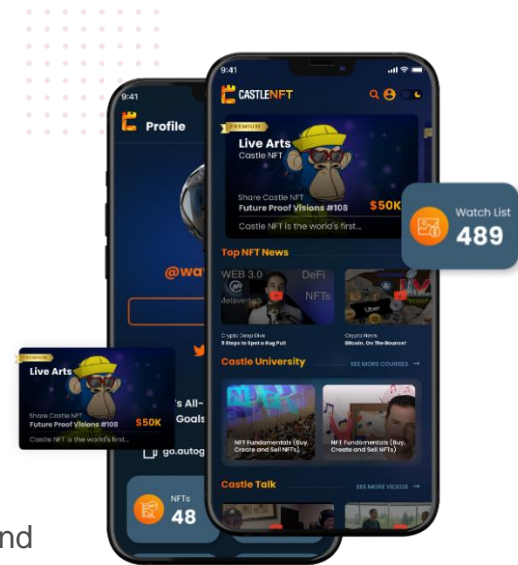 9:41
Profile
@wa
's All-
Goals
go.autog
NFTs
48
nd
9:41
CASTLENFT
PREMIUM
Live Arts
Castle NFT
Share Castle NFT
Future Proof Visions #108
$50K
Castle NFT is the world's first...
Watch List
489
Top NFT News
WEB 3.0
DeFi
Metaverse
NFTs
Uber
Crypto Deep Dive
5 Steps to Spot a Rug Pull
Crypto News
Bitcoin, On The Bounce!
Castle University
SEE MORE COURSES →
NFT Fundamentals (Buy,
Create and Sell NFTs)
NFT Fundamentals (Buy,
Create and Sell NFTs)
Castle Talk
SEE MORE VIDEOS →
PREMIUM
Live Arts
Share Castle NFT
Future Proof Visions #108
$50K
Castle NFT is the world's first...